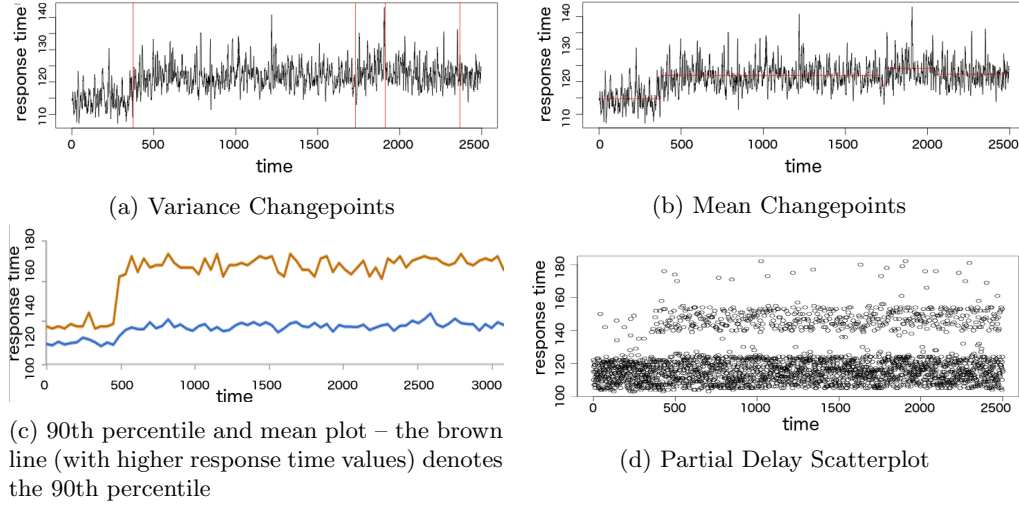 response time
110 120 130 140
0 500 1000 1500 2000 2500
time
(a) Variance Changepoints
response time
110 120 130 140
0 500 1000 1500 2000 2500
time
(b) Mean Changepoints
response time
100 120 140 160 180
0 500 1000 1500 2000 2500 3000
time
(c) 90th percentile and mean plot – the brown
line (with higher response time values) denotes
the 90th percentile
response time
100 120 140 160 180
0 500 1000 1500 2000 2500
time
(d) Partial Delay Scatterplot